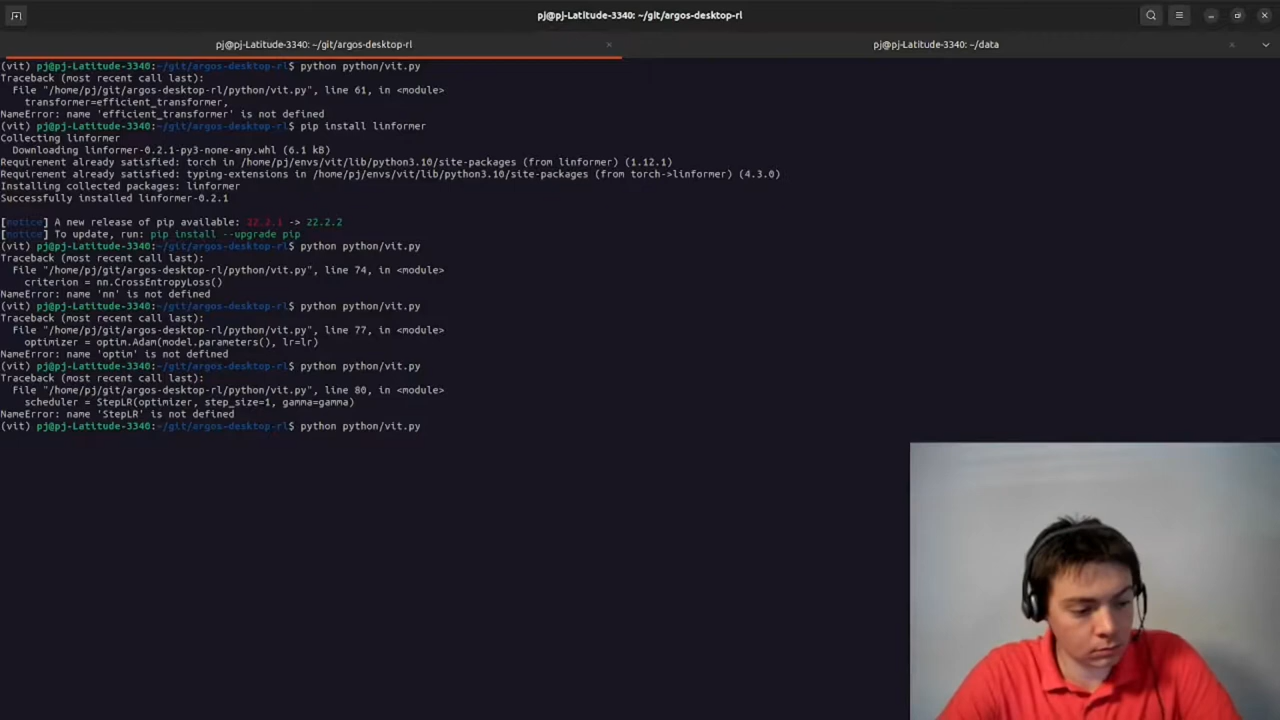 pj@pj-Latitude-3340: ~/git/argos-desktop-rl
pj@pj-Latitude-3340: ~/git/argos-desktop-rl
pj@pj-Latitude-3340: ~/data
(vit) pj@pj-Latitude-3340:~/git/argos-desktop-rl$ python python/vit.py
Traceback (most recent call last):
  File "/home/pj/git/argos-desktop-rl/python/vit.py", line 61, in <module>
    transformer=efficient_transformer,
NameError: name 'efficient_transformer' is not defined
(vit) pj@pj-Latitude-3340:~/git/argos-desktop-rl$ pip install linformer
Collecting linformer
  Downloading linformer-0.2.1-py3-none-any.whl (6.1 kB)
Requirement already satisfied: torch in /home/pj/envs/vit/lib/python3.10/site-packages (from linformer) (1.12.1)
Requirement already satisfied: typing-extensions in /home/pj/envs/vit/lib/python3.10/site-packages (from torch->linformer) (4.3.0)
Installing collected packages: linformer
Successfully installed linformer-0.2.1
[notice] A new release of pip available: 22.2.1 -> 22.2.2
[notice] To update, run: pip install --upgrade pip
(vit) pj@pj-Latitude-3340:~/git/argos-desktop-rl$ python python/vit.py
Traceback (most recent call last):
  File "/home/pj/git/argos-desktop-rl/python/vit.py", line 74, in <module>
    criterion = nn.CrossEntropyLoss()
NameError: name 'nn' is not defined
(vit) pj@pj-Latitude-3340:~/git/argos-desktop-rl$ python python/vit.py
Traceback (most recent call last):
  File "/home/pj/git/argos-desktop-rl/python/vit.py", line 77, in <module>
    optimizer = optim.Adam(model.parameters(), lr=lr)
NameError: name 'optim' is not defined
(vit) pj@pj-Latitude-3340:~/git/argos-desktop-rl$ python python/vit.py
Traceback (most recent call last):
  File "/home/pj/git/argos-desktop-rl/python/vit.py", line 80, in <module>
    scheduler = StepLR(optimizer, step_size=1, gamma=gamma)
NameError: name 'StepLR' is not defined
(vit) pj@pj-Latitude-3340:~/git/argos-desktop-rl$ python python/vit.py